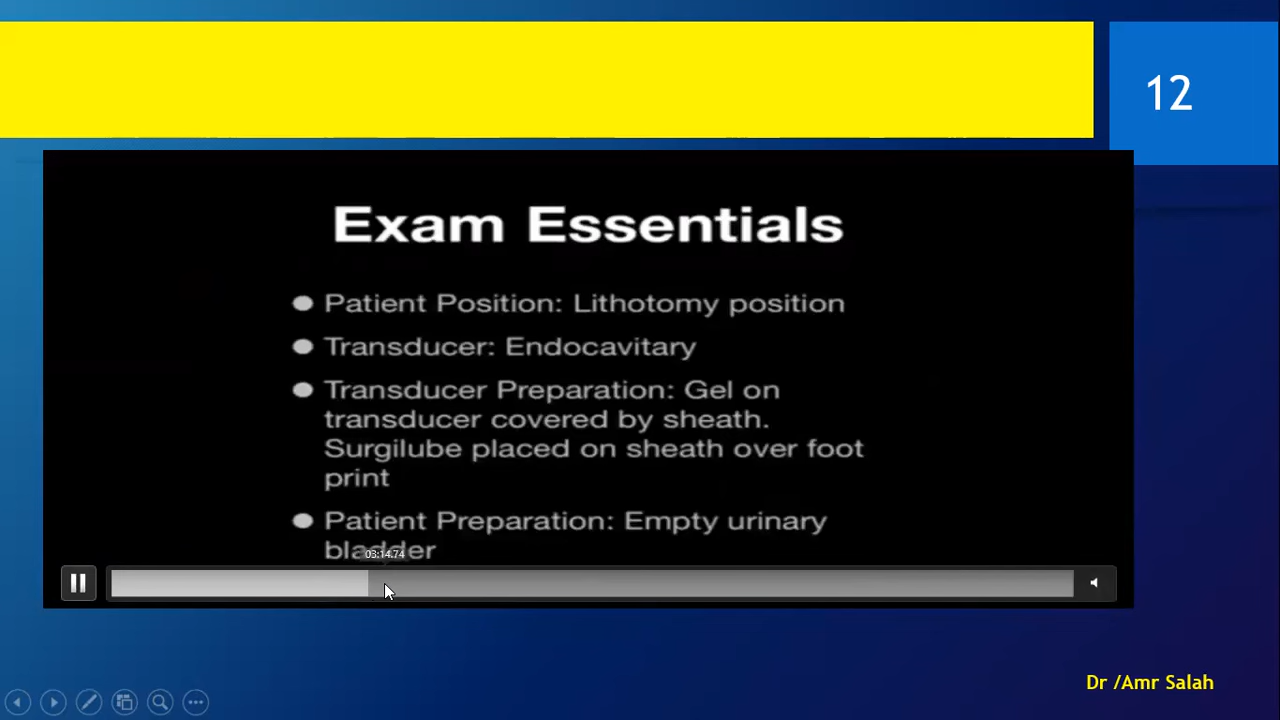 12
Exam Essentials
Patient Position: Lithotomy position
Transducer: Endocavitary
Transducer Preparation: Gel on
transducer covered by sheath.
Surgilube placed on sheath over foot
print
Patient Preparation: Empty urinary
bladder
03:14.74
Dr /Amr Salah